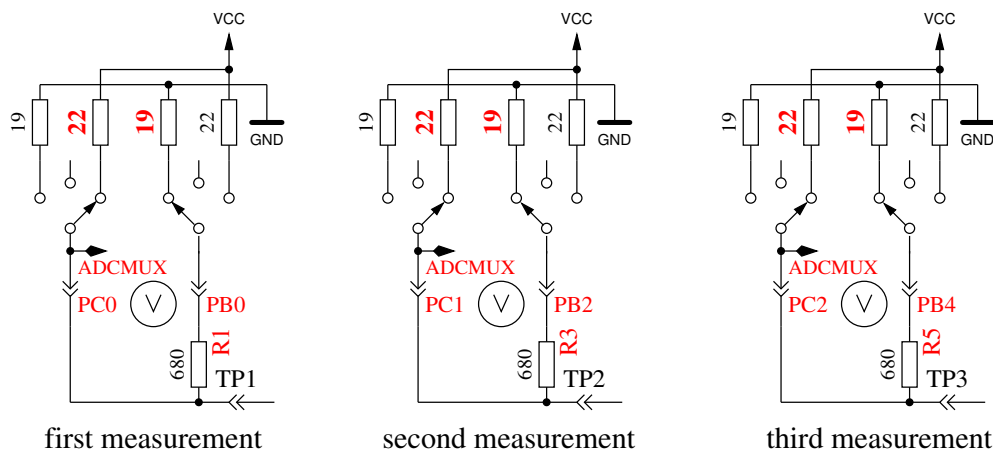 VCC
19
22
19
22
GND
ADCMUX
PC0
V
PB0
R1
680
TP1
first measurement
VCC
19
22
19
22
GND
ADCMUX
PC1
V
PB2
R3
680
TP2
second measurement
VCC
19
22
19
22
GND
ADCMUX
PC2
V
PB4
R5
680
TP3
third measurement